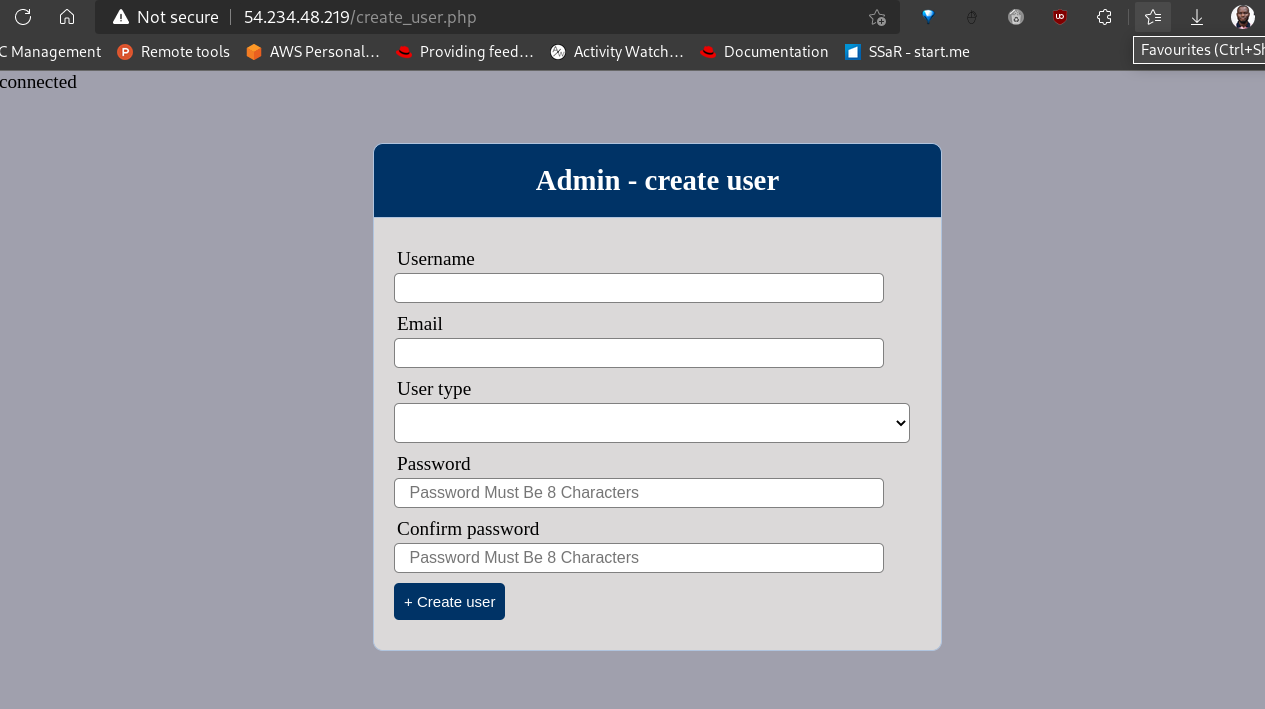 Not secure 54.234.48.219/create_user.php
C Management Remote tools AWS Personal… Providing feed… Activity Watch… Documentation SSaR - start.me
Favourites (Ctrl+Sh
connected
Admin - create user
Username
Email
User type
Password
Password Must Be 8 Characters
Confirm password
Password Must Be 8 Characters
+ Create user